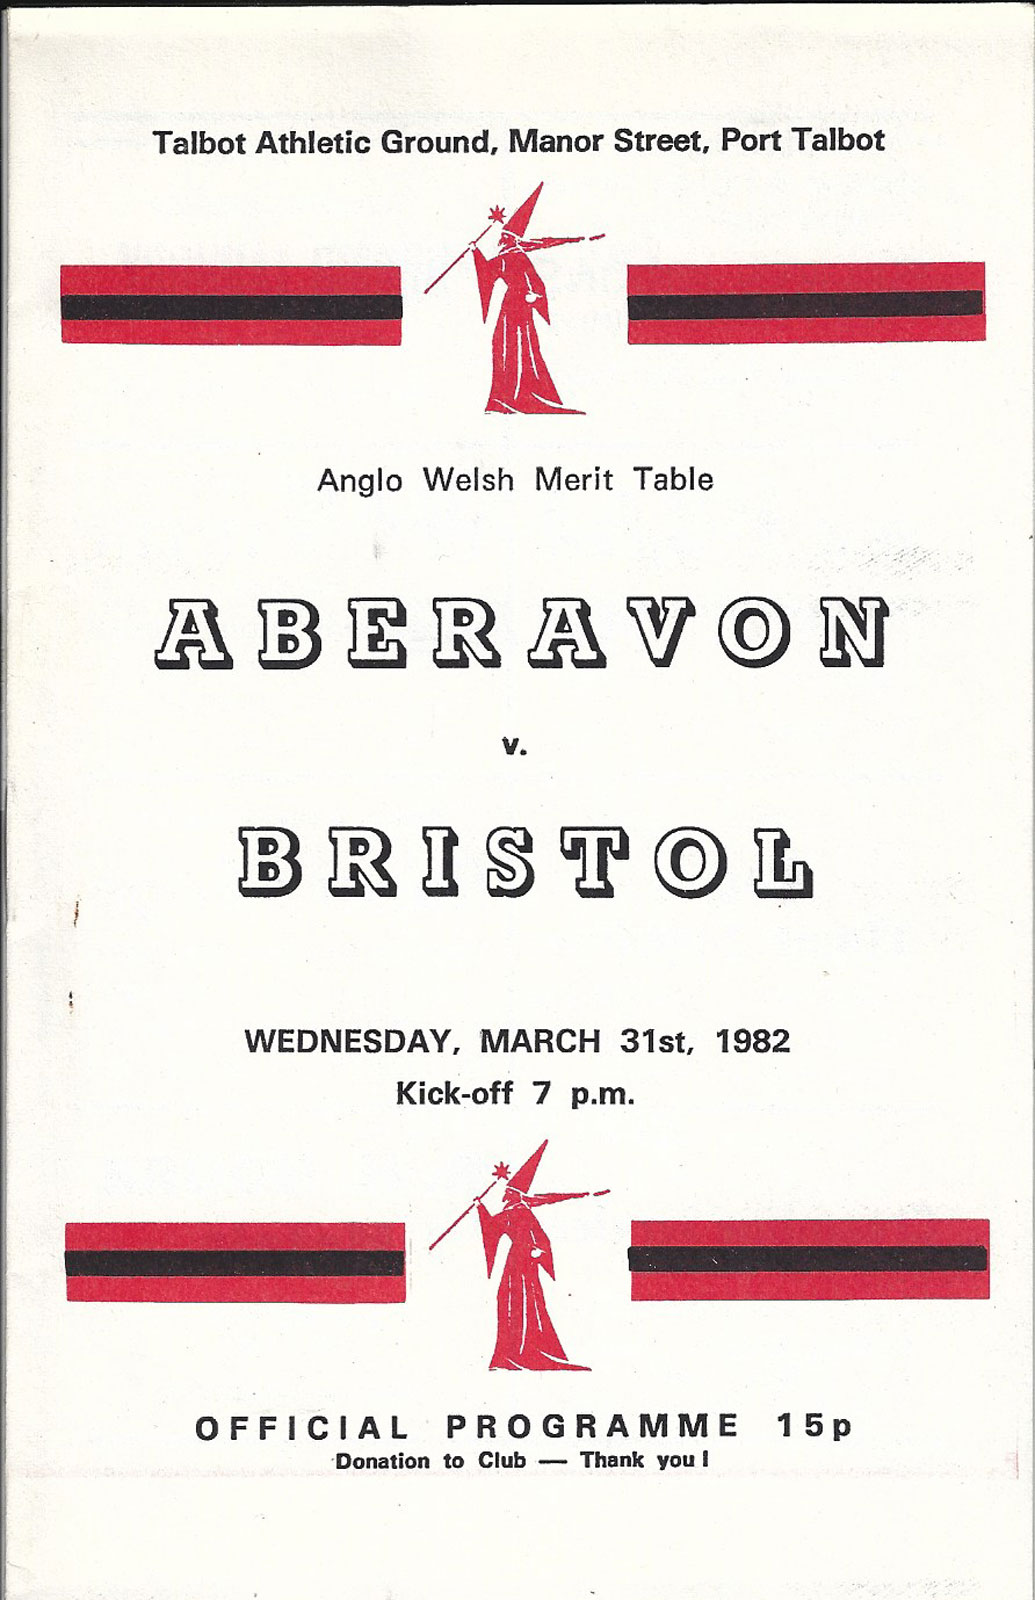 Talbot Athletic Ground, Manor Street, Port Talbot
Anglo Welsh Merit Table
ABERAVON
v.
BRISTOL
WEDNESDAY, MARCH 31st, 1982
Kick-off 7 p.m.
OFFICIAL PROGRAMME 15p
Donation to Club — Thank you !